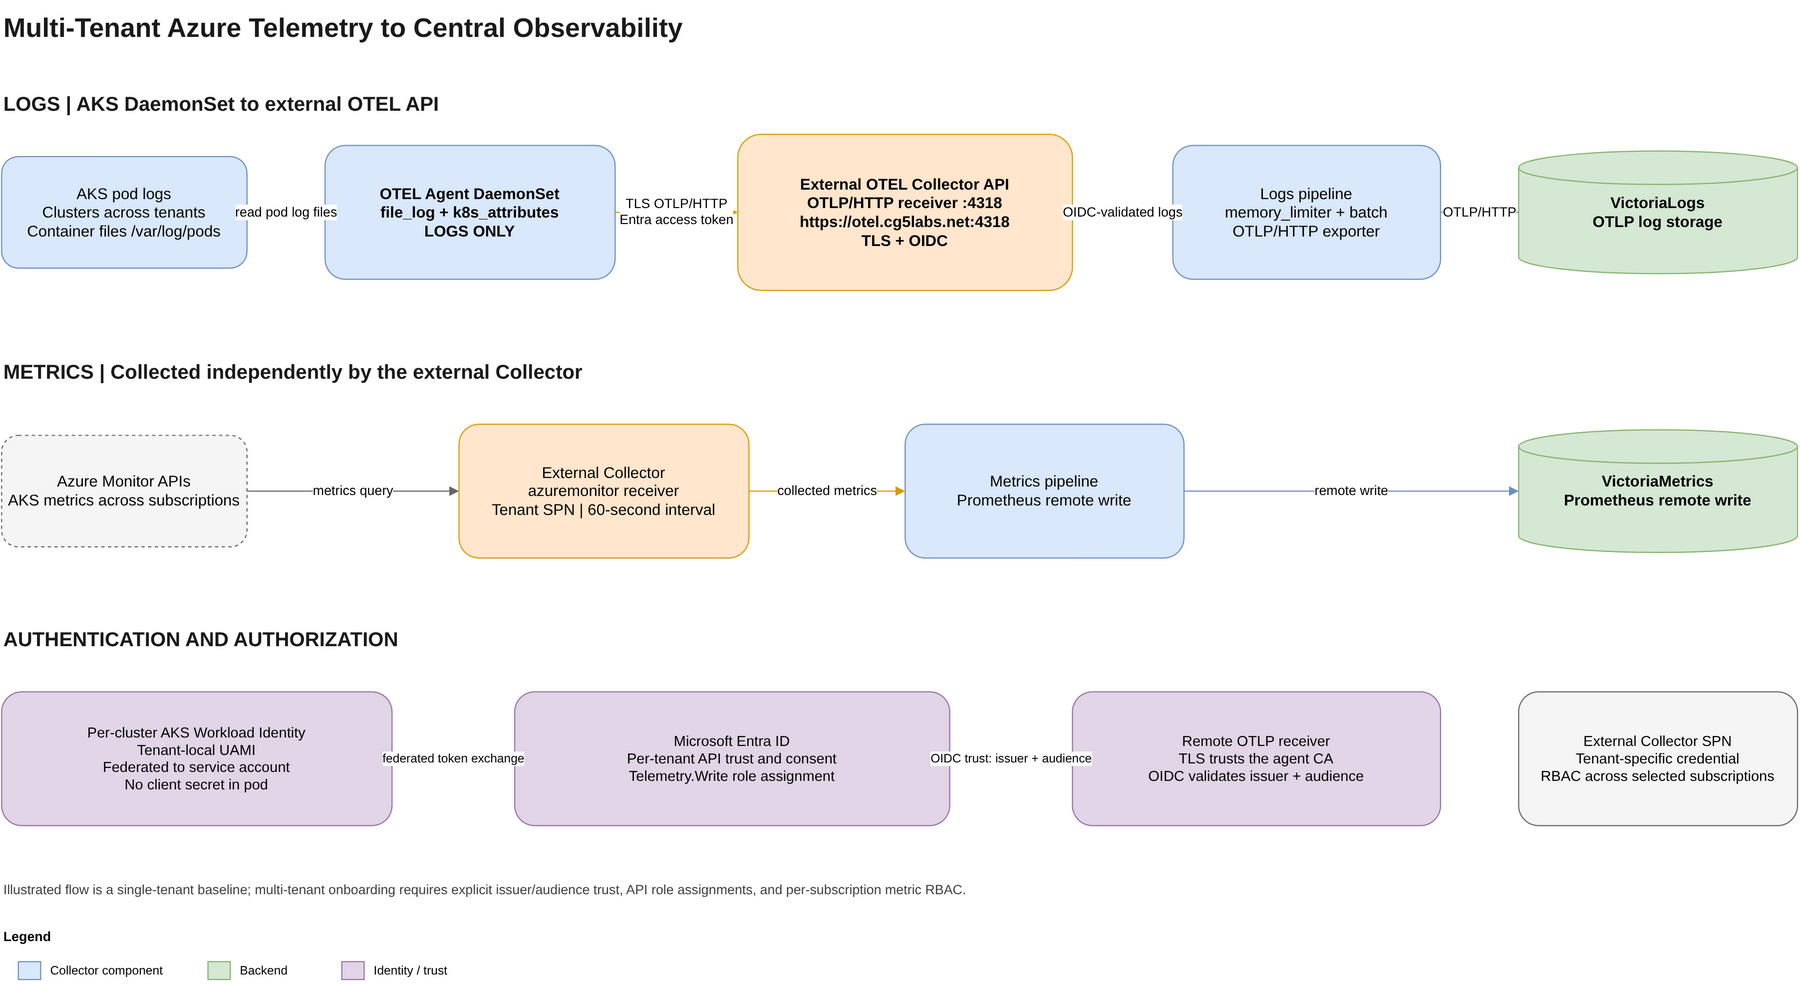 Multi-Tenant Azure Telemetry to Central Observability
LOGS | AKS DaemonSet to external OTEL API
AKS pod logs
Clusters across tenants
Container files /var/log/pods
read pod log files
OTEL Agent DaemonSet
file_log + k8s_attributes
LOGS ONLY
TLS OTLP/HTTP
Entra access token
External OTEL Collector API
OTLP/HTTP receiver :4318
https://otel.cg5labs.net:4318
TLS + OIDC
OIDC-validated logs
Logs pipeline
memory_limiter + batch
OTLP/HTTP exporter
OTLP/HTTP
VictoriaLogs
OTLP log storage
METRICS | Collected independently by the external Collector
Azure Monitor APIs
AKS metrics across subscriptions
metrics query
External Collector
azuremonitor receiver
Tenant SPN | 60-second interval
collected metrics
Metrics pipeline
Prometheus remote write
remote write
VictoriaMetrics
Prometheus remote write
AUTHENTICATION AND AUTHORIZATION
Per-cluster AKS Workload Identity
Tenant-local UAMI
Federated to service account
No client secret in pod
federated token exchange
Microsoft Entra ID
Per-tenant API trust and consent
Telemetry.Write role assignment
OIDC trust: issuer + audience
Remote OTLP receiver
TLS trusts the agent CA
OIDC validates issuer + audience
External Collector SPN
Tenant-specific credential
RBAC across selected subscriptions
Illustrated flow is a single-tenant baseline; multi-tenant onboarding requires explicit issuer/audience trust, API role assignments, and per-subscription metric RBAC.
Legend
Collector component
Backend
Identity / trust